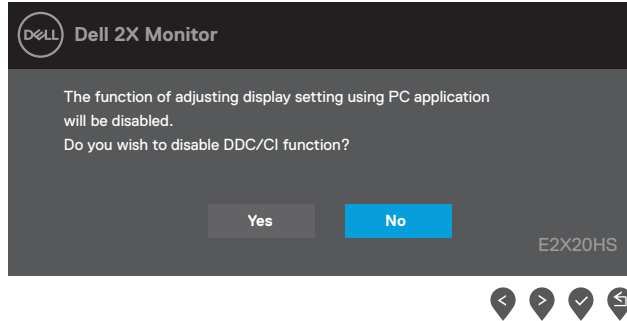 DELL Dell 2X Monitor
The function of adjusting display setting using PC application
will be disabled.
Do you wish to disable DDC/CI function?
Yes No
E2X20HS